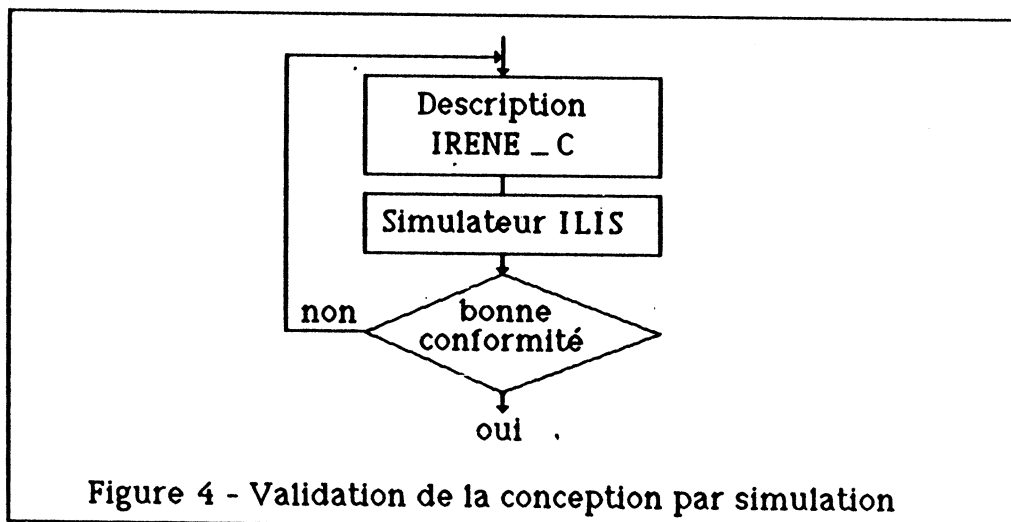 Description
IRENE _ C
Simulateur ILIS
non
bonne
conformité
oui
Figure 4 - Validation de la conception par simulation